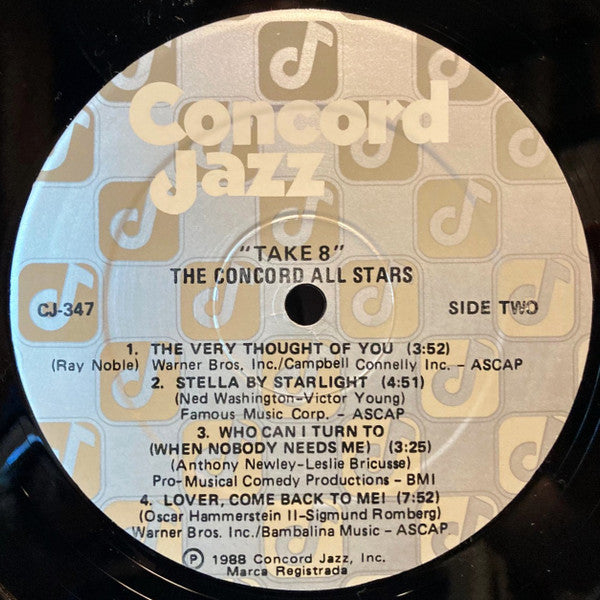 Concord
Jazz
"TAKE 8"
THE CONCORD ALL STARS
CJ-347
SIDE TWO
1. THE VERY THOUGHT OF YOU (3:52)
(Ray Noble) Warner Bros. Inc./Campbell Connelly Inc. – ASCAP
2. STELLA BY STARLIGHT (4:51)
(Ned Washington–Victor Young)
Famous Music Corp. – ASCAP
3. WHO CAN I TURN TO
(WHEN NOBODY NEEDS ME) (3:25)
(Anthony Newley–Leslie Bricusse)
Pro-Musical Comedy Productions – BMI
4. LOVER, COME BACK TO ME! (7:52)
(Oscar Hammerstein II–Sigmund Romberg)
Warner Bros. Inc./Bambalina Music – ASCAP
Ⓟ 1988 Concord Jazz, Inc.
Marca Registrada